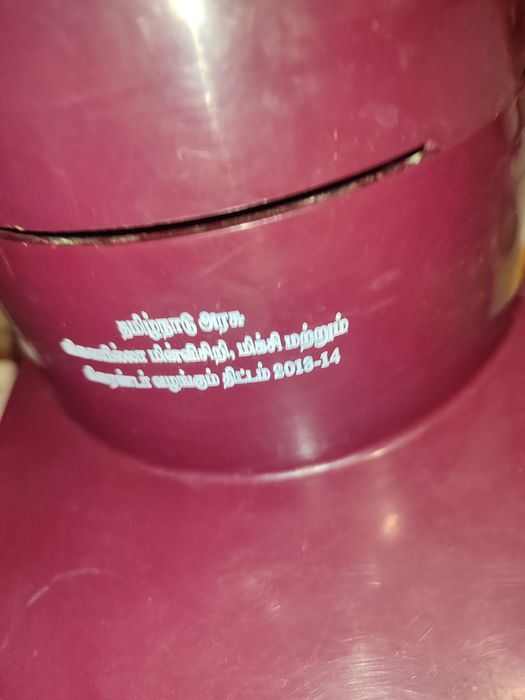 தமிழ்நாடு அரசு
விலையில்லா மின்விசிறி, மிக்சி மற்றும்
கிரைண்டர் வழங்கும் திட்டம் 2013-14